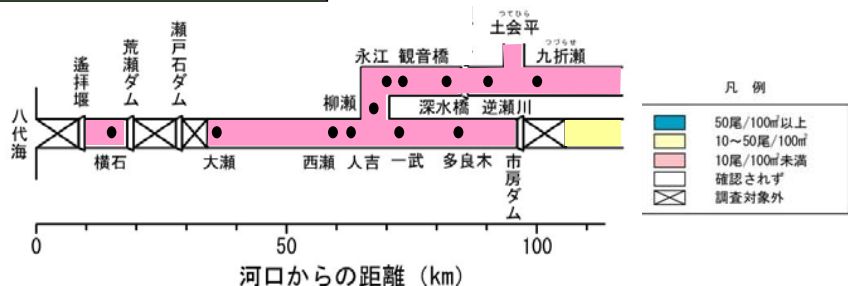 つてひら
土会平
つづらせ
永江 観音橋 九折瀬
瀬戸石ダム
荒瀬ダム
遙拝堰
柳瀬 深水橋 逆瀬川
八代海
横石 大瀬 西瀬 人吉 一武 多良木 市房ダム
0 50 100
河口からの距離（km）
凡 例
50尾/100㎡以上
10～50尾/100㎡
10尾/100㎡未満
確認されず
調査対象外